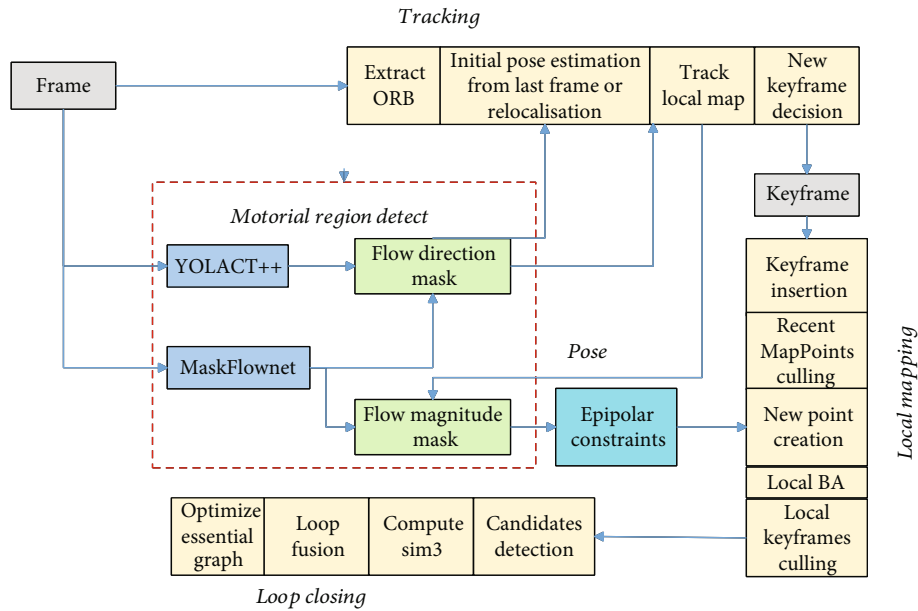 Tracking
Frame
Extract
ORB
Initial pose estimation
from last frame or
relocalisation
Track
local map
New
keyframe
decision
Keyframe
Motorial region detect
YOLACT++
Flow direction
mask
MaskFlownet
Pose
Flow magnitude
mask
Epipolar
constraints
Keyframe
insertion
Recent
MapPoints
culling
New point
creation
Local BA
Local
keyframes
culling
Local mapping
Optimize
essential
graph
Loop
fusion
Compute
sim3
Candidates
detection
Loop closing